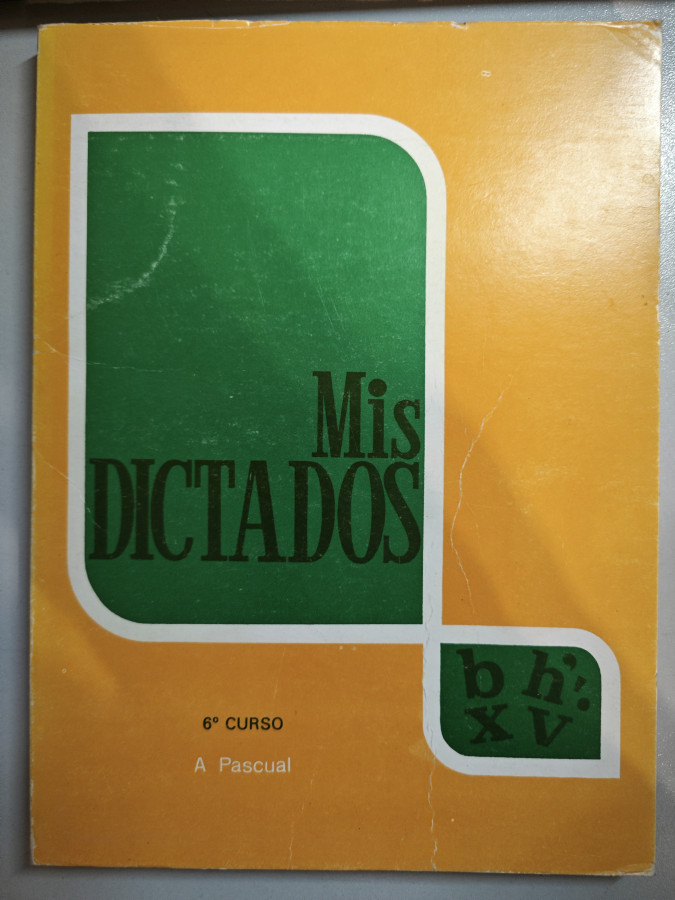 Mis
DICTADOS
b h’!.
x v
6º CURSO
A Pascual